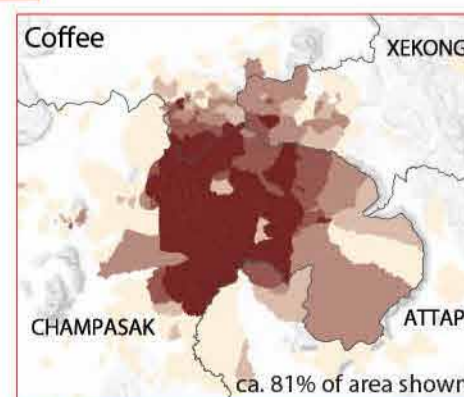 Coffee
XEKONG
CHAMPASAK
ATTAP
ca. 81% of area shown